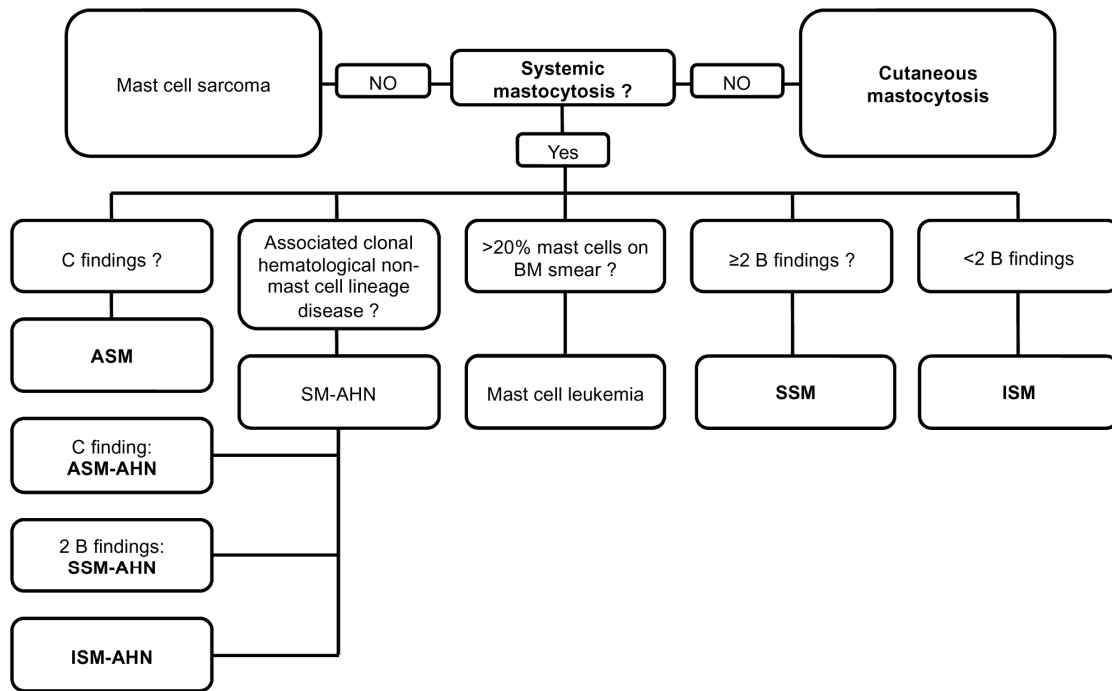 Mast cell sarcoma
NO
Systemic
mastocytosis ?
NO
Cutaneous
mastocytosis
Yes
C findings ?
Associated clonal
hematological non-
mast cell lineage
disease ?
>20% mast cells on
BM smear ?
≥2 B findings ?
<2 B findings
ASM
SM-AHN
Mast cell leukemia
SSM
ISM
C finding:
ASM-AHN
2 B findings:
SSM-AHN
ISM-AHN